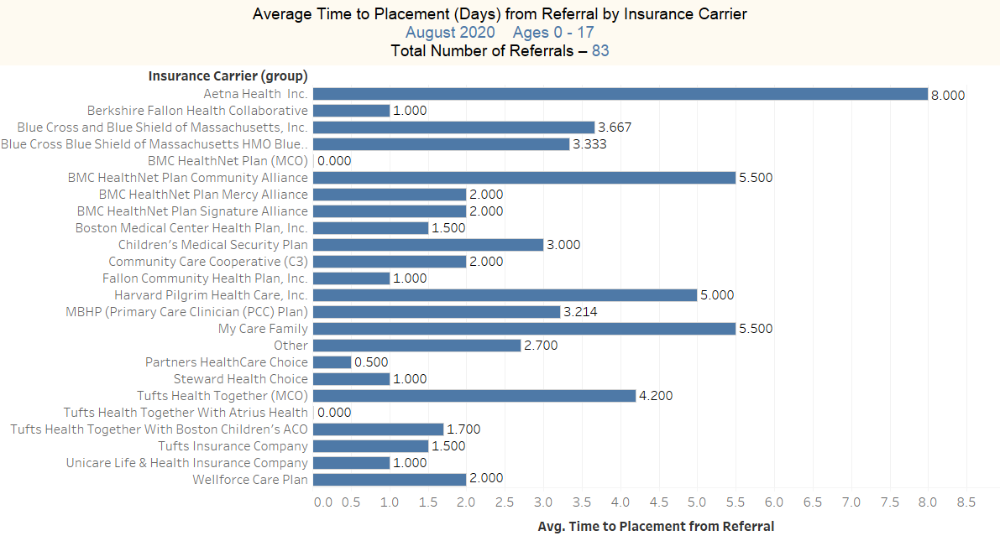 Average Time to Placement (Days) from Referral by Insurance Carrier
August 2020 Ages 0 - 17
Total Number of Referrals – 83
Insurance Carrier (group)
Aetna Health Inc. 8.000
Berkshire Fallon Health Collaborative 1.000
Blue Cross and Blue Shield of Massachusetts, Inc. 3.667
Blue Cross Blue Shield of Massachusetts HMO Blue.. 3.333
BMC HealthNet Plan (MCO) 0.000
BMC HealthNet Plan Community Alliance 5.500
BMC HealthNet Plan Mercy Alliance 2.000
BMC HealthNet Plan Signature Alliance 2.000
Boston Medical Center Health Plan, Inc. 1.500
Children’s Medical Security Plan 3.000
Community Care Cooperative (C3) 2.000
Fallon Community Health Plan, Inc. 1.000
Harvard Pilgrim Health Care, Inc. 5.000
MBHP (Primary Care Clinician (PCC) Plan) 3.214
My Care Family 5.500
Other 2.700
Partners HealthCare Choice 0.500
Steward Health Choice 1.000
Tufts Health Together (MCO) 4.200
Tufts Health Together With Atrius Health 0.000
Tufts Health Together With Boston Children’s ACO 1.700
Tufts Insurance Company 1.500
Unicare Life & Health Insurance Company 1.000
Wellforce Care Plan 2.000
0.0 0.5 1.0 1.5 2.0 2.5 3.0 3.5 4.0 4.5 5.0 5.5 6.0 6.5 7.0 7.5 8.0 8.5
Avg. Time to Placement from Referral